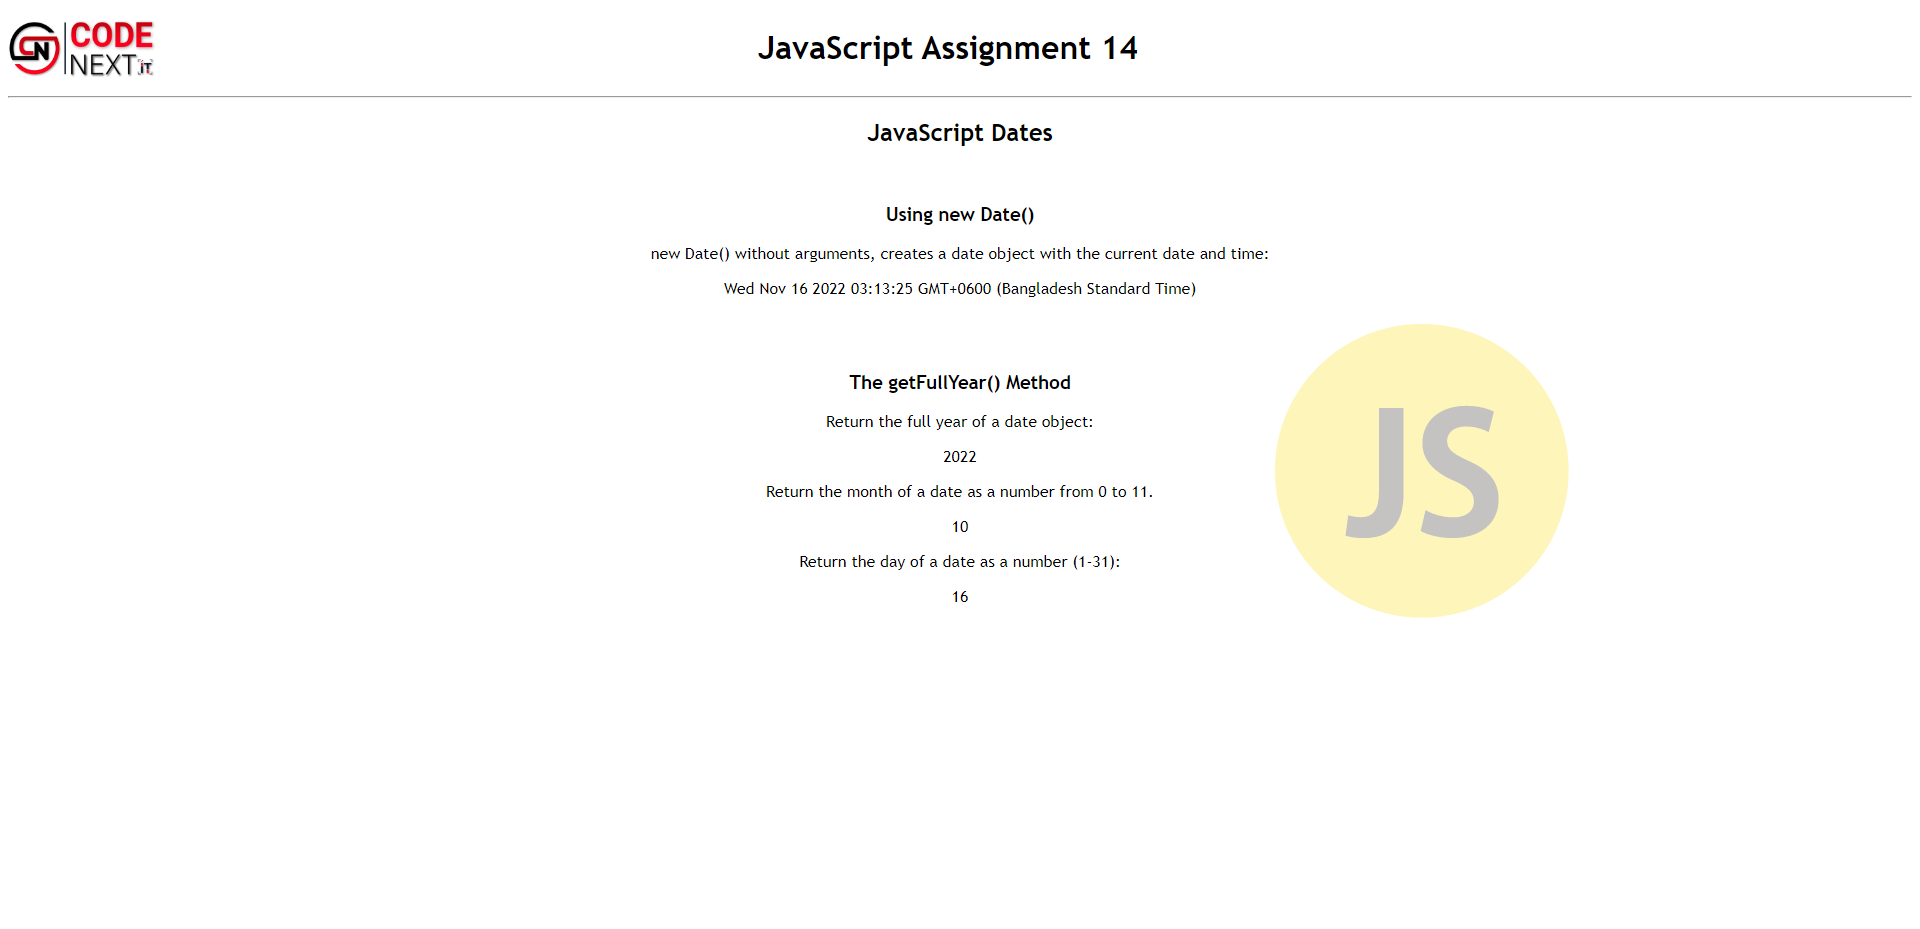 CODE
NEXT.iT
JavaScript Assignment 14
JavaScript Dates
Using new Date()
new Date() without arguments, creates a date object with the current date and time:
Wed Nov 16 2022 03:13:25 GMT+0600 (Bangladesh Standard Time)
The getFullYear() Method
Return the full year of a date object:
2022
Return the month of a date as a number from 0 to 11.
10
Return the day of a date as a number (1-31):
16
JS